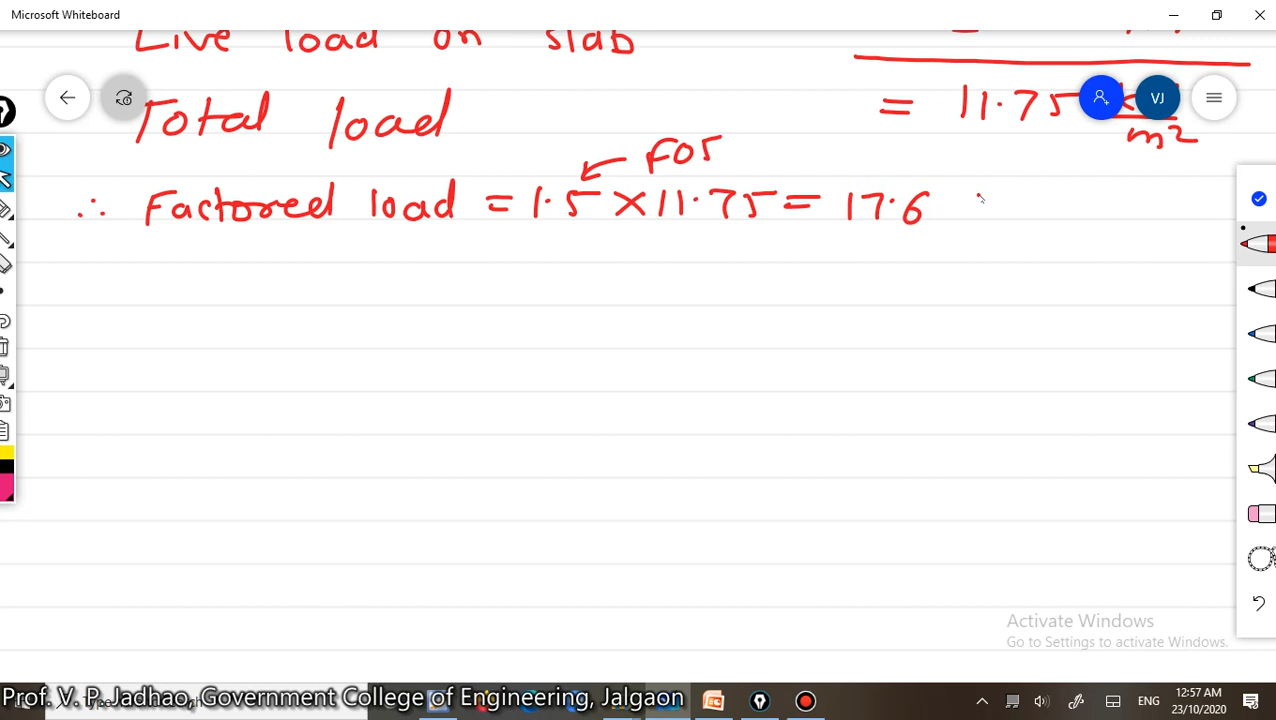 Microsoft Whiteboard
Live load on slab
Total load = 11.75 k
m2
FOS
∴ Factored load = 1.5 × 11.75 = 17.6
VJ
Activate Windows
Go to Settings to activate Windows.
Prof. V. P.Jadhao, Government College of Engineering, Jalgaon
ENG
12:57 AM
23/10/2020